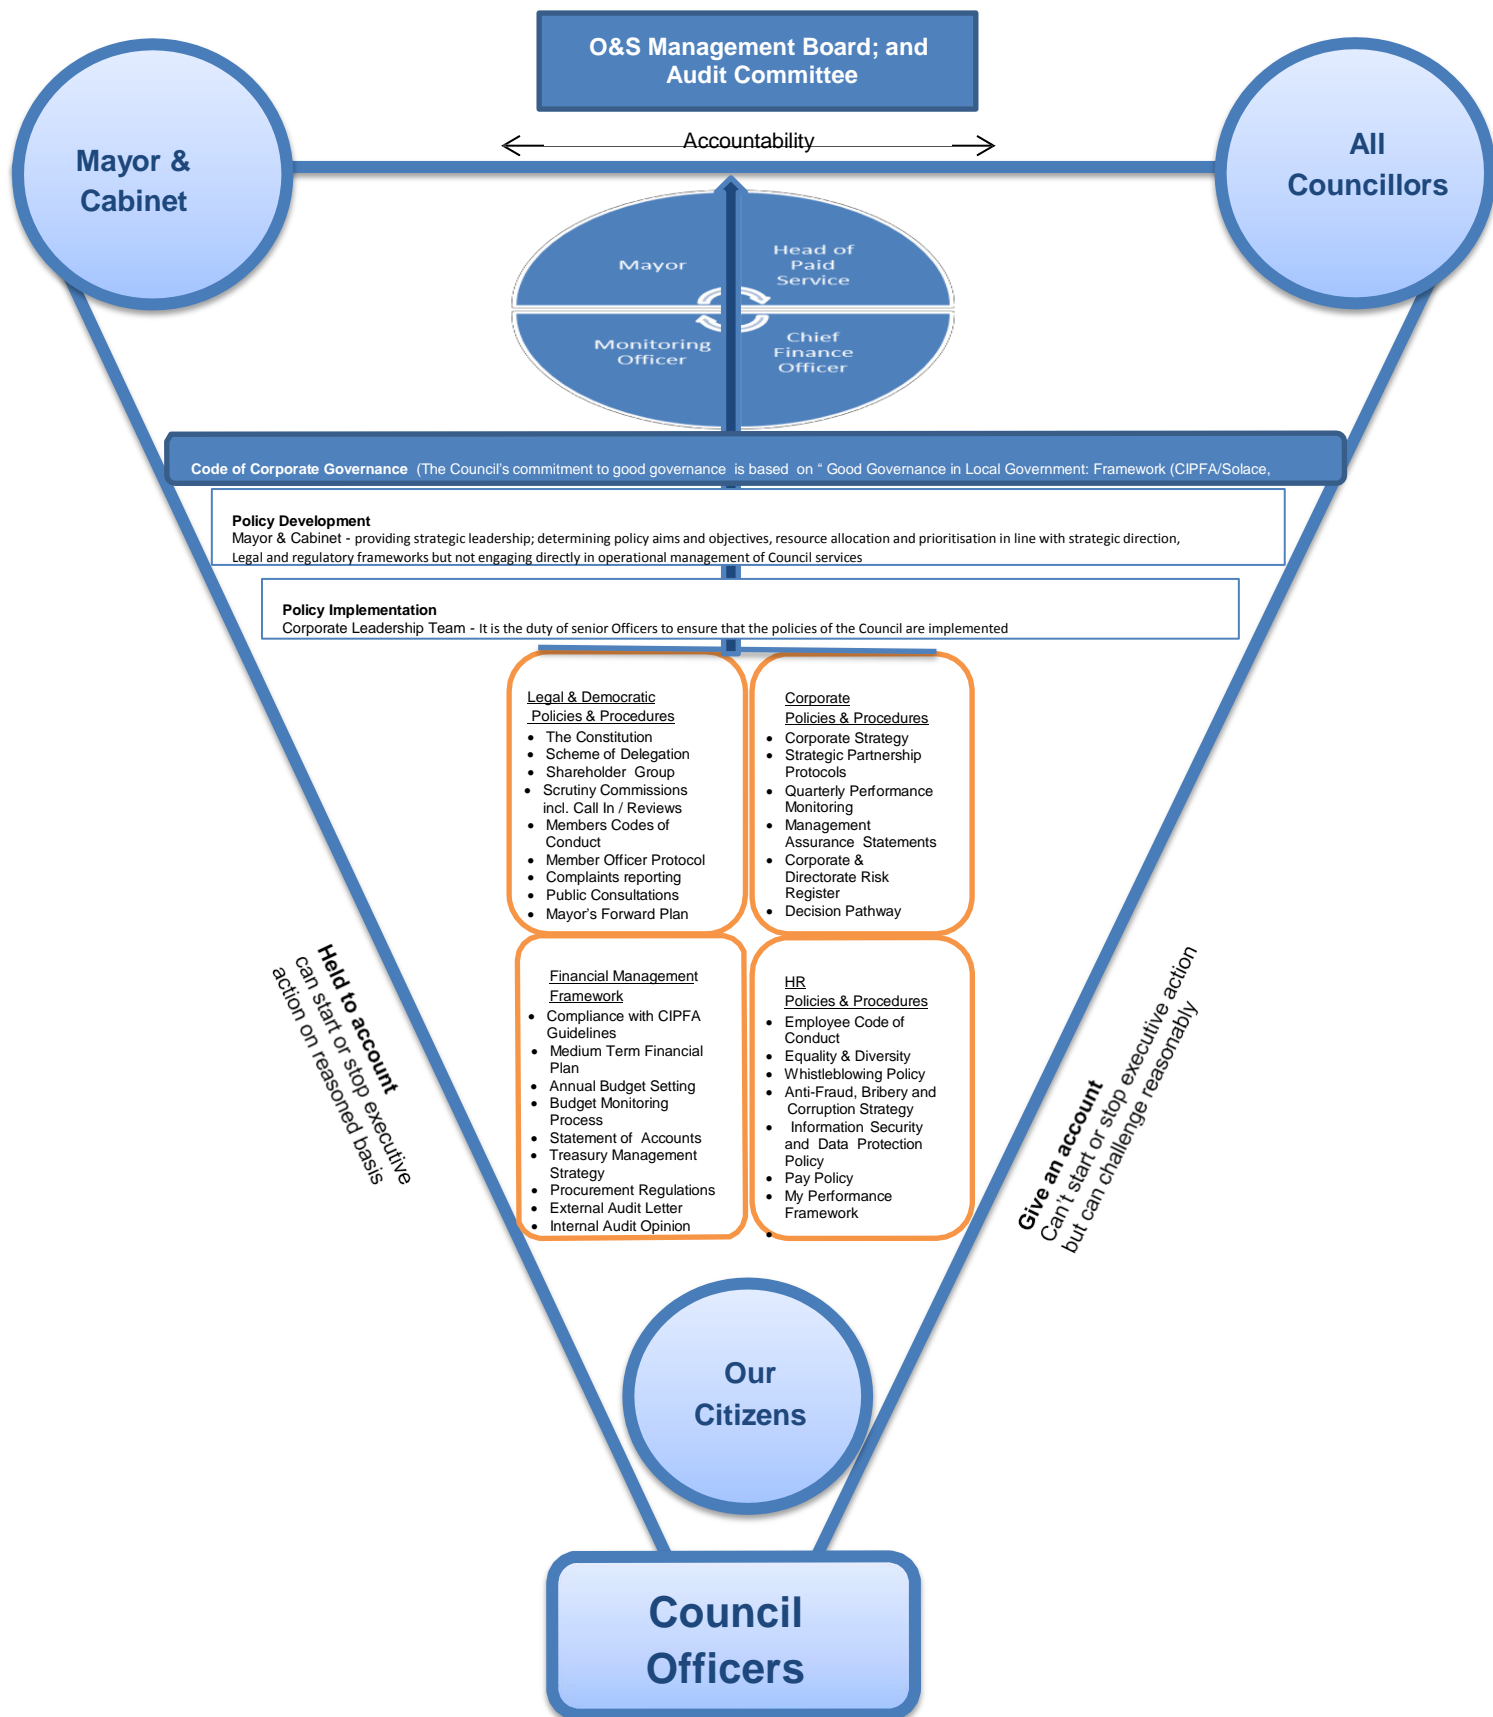 O&S Management Board; and
Audit Committee
Accountability
Mayor &
Cabinet
All
Councillors
Mayor
Head of
Paid
Service
Monitoring
Officer
Chief
Finance
Officer
Code of Corporate Governance (The Council's commitment to good governance is based on “ Good Governance in Local Government: Framework (CIPFA/Solace,
Policy Development
Mayor & Cabinet - providing strategic leadership; determining policy aims and objectives, resource allocation and prioritisation in line with strategic direction,
Legal and regulatory frameworks but not engaging directly in operational management of Council services
Policy Implementation
Corporate Leadership Team - It is the duty of senior Officers to ensure that the policies of the Council are implemented
Legal & Democratic
Policies & Procedures
• The Constitution
• Scheme of Delegation
• Shareholder Group
• Scrutiny Commissions
incl. Call In / Reviews
• Members Codes of
Conduct
• Member Officer Protocol
• Complaints reporting
• Public Consultations
• Mayor's Forward Plan
Corporate
Policies & Procedures
• Corporate Strategy
• Strategic Partnership
Protocols
• Quarterly Performance
Monitoring
• Management
Assurance Statements
• Corporate &
Directorate Risk
Register
• Decision Pathway
Financial Management
Framework
• Compliance with CIPFA
Guidelines
• Medium Term Financial
Plan
• Annual Budget Setting
• Budget Monitoring
Process
• Statement of Accounts
• Treasury Management
Strategy
• Procurement Regulations
• External Audit Letter
• Internal Audit Opinion
HR
Policies & Procedures
• Employee Code of
Conduct
• Equality & Diversity
• Whistleblowing Policy
• Anti-Fraud, Bribery and
Corruption Strategy
• Information Security
and Data Protection
Policy
• Pay Policy
• My Performance
Framework
•
Held to account
can start or stop executive
action on reasoned basis
Give an account
Can't start or stop executive action
but can challenge reasonably
Our
Citizens
Council
Officers